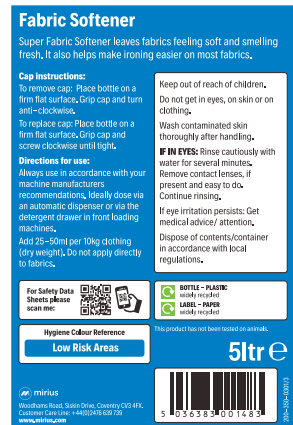 Fabric Softener
Super Fabric Softener leaves fabrics feeling soft and smelling
fresh. It also helps make ironing easier on most fabrics.
Cap instructions:
To remove cap: Place bottle on a
firm flat surface. Grip cap and turn
anti-clockwise.
To replace cap: Place bottle on a
firm flat surface. Grip cap and
screw clockwise until tight.
Directions for use:
Always use in accordance with your
machine manufacturers
recommendations. Ideally dose via
an automatic dispenser or via the
detergent drawer in front loading
machines.
Add 25-50ml per 10kg clothing
(dry weight). Do not apply directly
to fabrics.
Keep out of reach of children.
Do not get in eyes, on skin or on
clothing.
Wash contaminated skin
thoroughly after handling.
IF IN EYES: Rinse cautiously with
water for several minutes.
Remove contact lenses, if
present and easy to do.
Continue rinsing.
If eye irritation persists: Get
medical advice/ attention.
Dispose of contents/container
in accordance with local
regulations.
For Safety Data
Sheets please
scan me:
BOTTLE - PLASTIC
widely recycled
LABEL - PAPER
widely recycled
This product has not been tested on animals.
Hygiene Colour Reference
Low Risk Areas
5ltr e
mirius
Woodhams Road, Siskin Drive, Coventry CV3 4FX.
Customer Care Line: +44(0)2476 639 739
www.mirius.com
5 036383 001483
200-350-0001/3